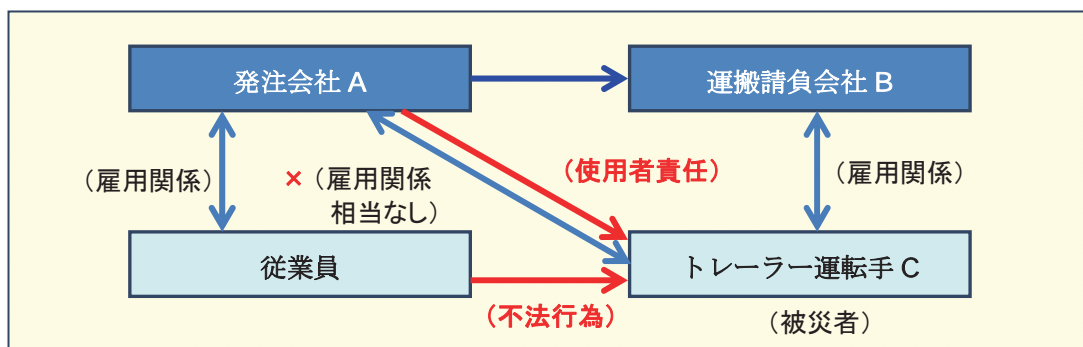 発注会社 A
運搬請負会社 B
（雇用関係）
×（雇用関係
相当なし）
（使用者責任）
（雇用関係）
従業員
トレーラー運転手 C
（不法行為）
（被災者）